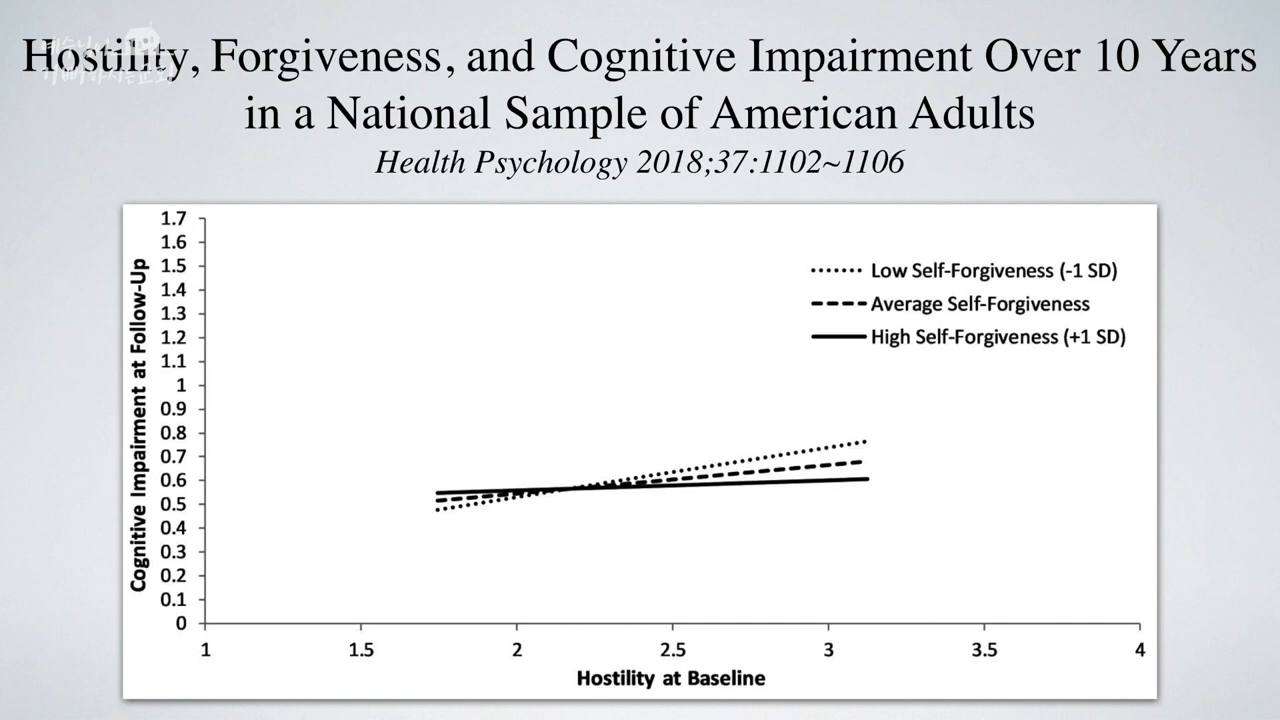 Hostility, Forgiveness, and Cognitive Impairment Over 10 Years
in a National Sample of American Adults
Health Psychology 2018;37:1102~1106
1.7
1.6
1.5
1.4
1.3
1.2
1.1
1
0.9
0.8
0.7
0.6
0.5
0.4
0.3
0.2
0.1
0
Cognitive Impairment at Follow-Up
Low Self-Forgiveness (-1 SD)
Average Self-Forgiveness
High Self-Forgiveness (+1 SD)
1 1.5 2 2.5 3 3.5 4
Hostility at Baseline